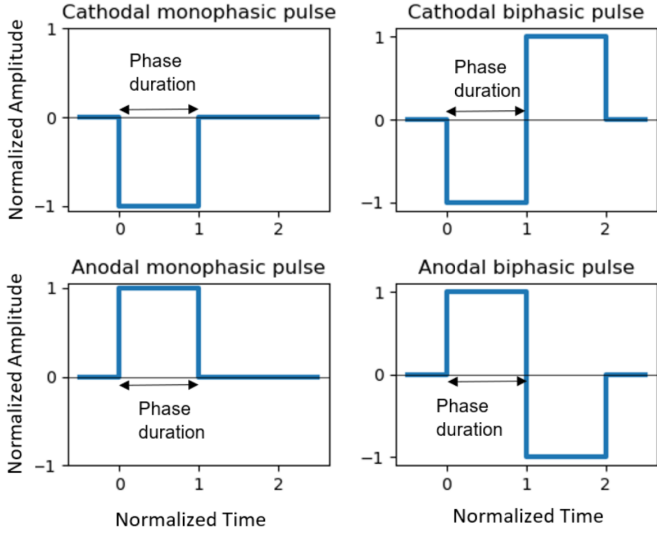 Cathodal monophasic pulse
Normalized Amplitude
1
0
−1
Phase
duration
0 1 2
Cathodal biphasic pulse
1
0
−1
Phase
duration
0 1 2
Anodal monophasic pulse
Normalized Amplitude
1
0
−1
Phase
duration
0 1 2
Normalized Time
Anodal biphasic pulse
1
0
−1
Phase
duration
0 1 2
Normalized Time